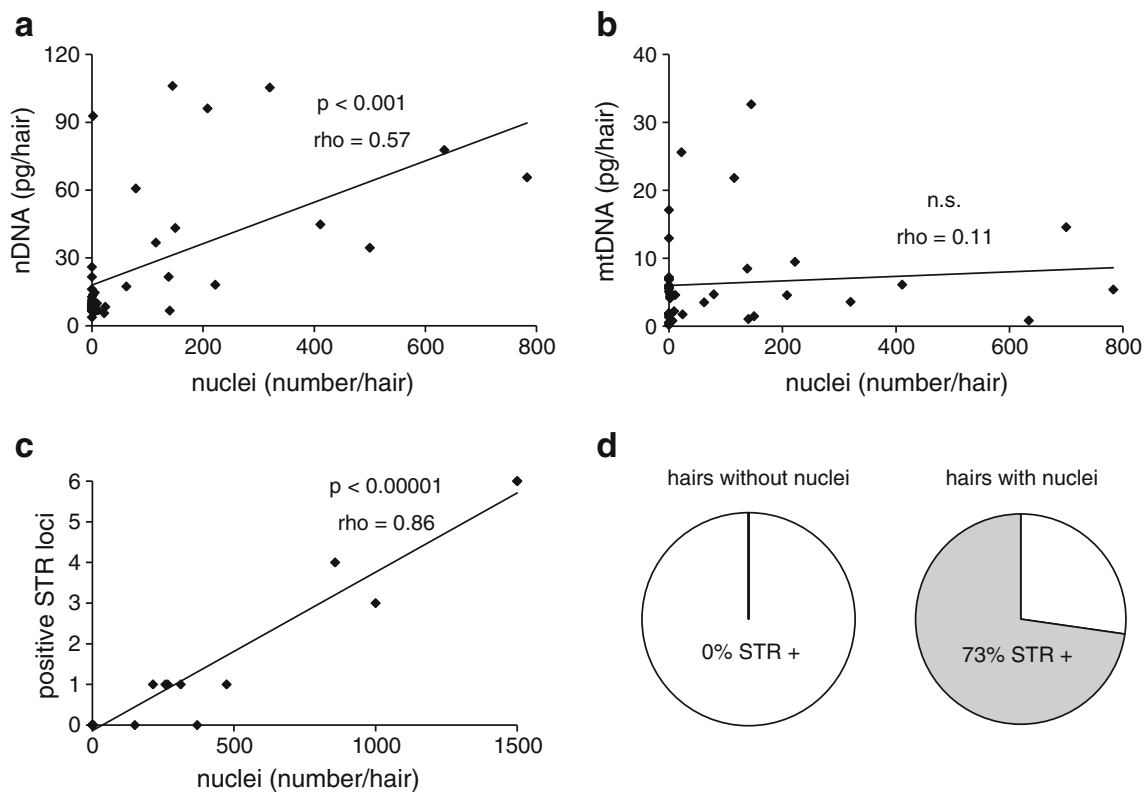 a
120
90
60
30
0
nDNA (pg/hair)
p < 0.001
rho = 0.57
0 200 400 600 800
nuclei (number/hair)
b
40
30
20
10
0
mtDNA (pg/hair)
n.s.
rho = 0.11
0 200 400 600 800
nuclei (number/hair)
c
6
5
4
3
2
1
0
positive STR loci
p < 0.00001
rho = 0.86
0 500 1000 1500
nuclei (number/hair)
d
hairs without nuclei
0% STR +
hairs with nuclei
73% STR +